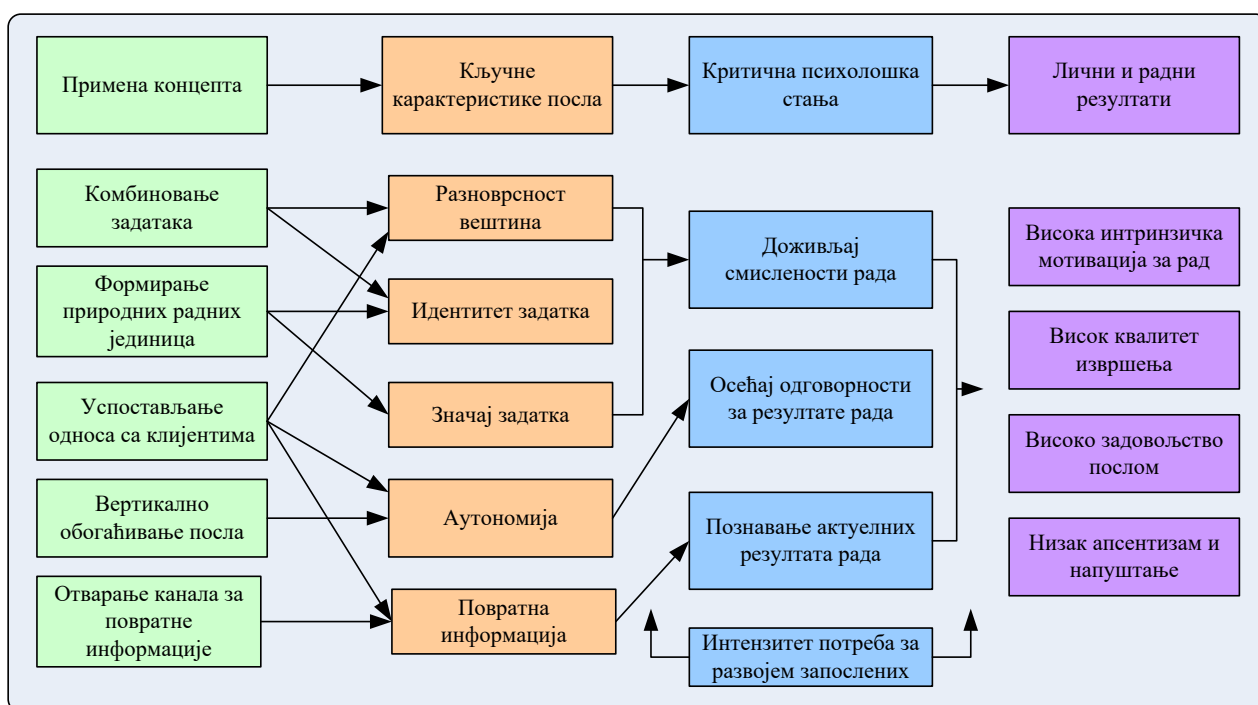 Примена концепта
Кључне
карактеристике посла
Критична психолошка
стања
Лични и радни
резултати
Комбиновање
задатака
Формирање
природних радних
јединица
Успостављање
односа са клијентима
Вертикално
обогаћивање посла
Отварање канала за
повратне
информације
Разноврсност
вештина
Идентитет задатка
Значај задатка
Аутономија
Повратна
информација
Доживљај
смислености рада
Осећај одговорности
за резултате рада
Познавање актуелних
резултата рада
Интензитет потреба за
развојем запослених
Висока интринзичка
мотивација за рад
Висок квалитет
извршења
Високо задовољство
послом
Низак апсентизам и
напуштање